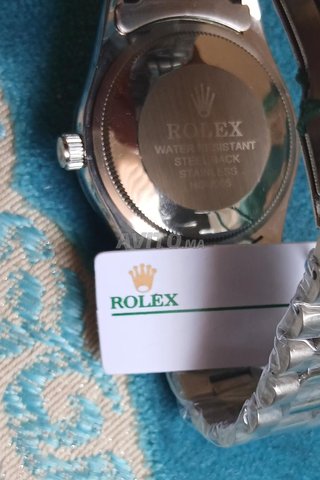 ROLEX
WATER RESISTANT
STEEL BACK
STAINLESS
AVITO.MA
ROLEX